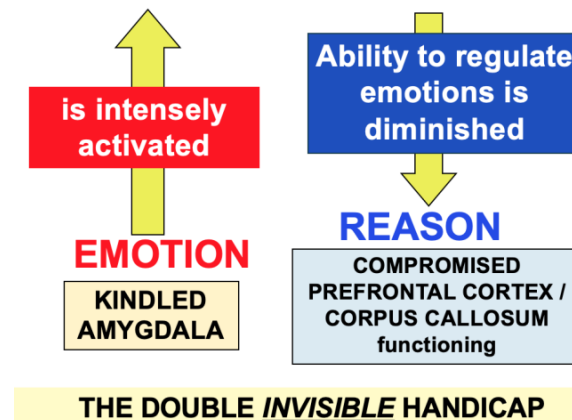 is intensely
activated
EMOTION
KINDLED
AMYGDALA
Ability to regulate
emotions is
diminished
REASON
COMPROMISED
PREFRONTAL CORTEX /
CORPUS CALLOSUM
functioning
THE DOUBLE INVISIBLE HANDICAP